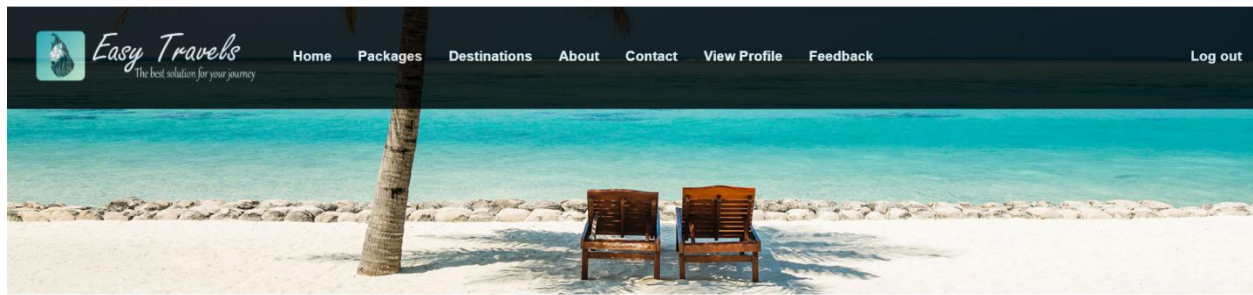 Easy Travels
The best solution for your journey
Home Packages Destinations About Contact View Profile Feedback Log out